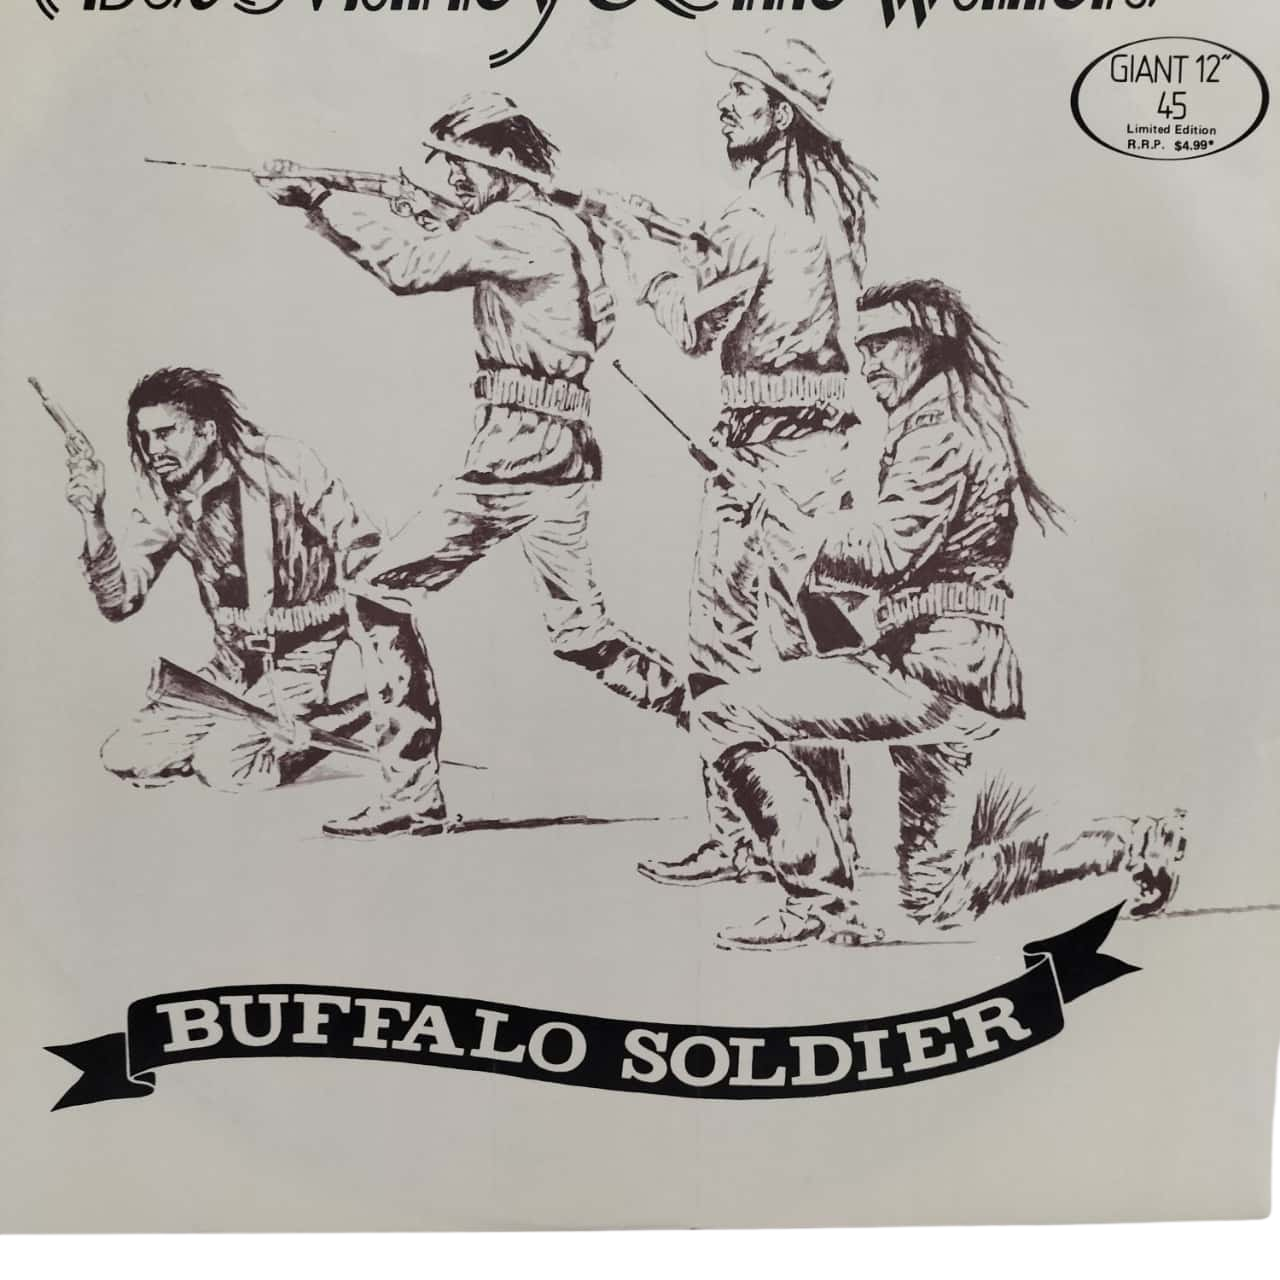 GIANT 12"
45
Limited Edition
R.R.P. $4.99*
BUFFALO SOLDIER